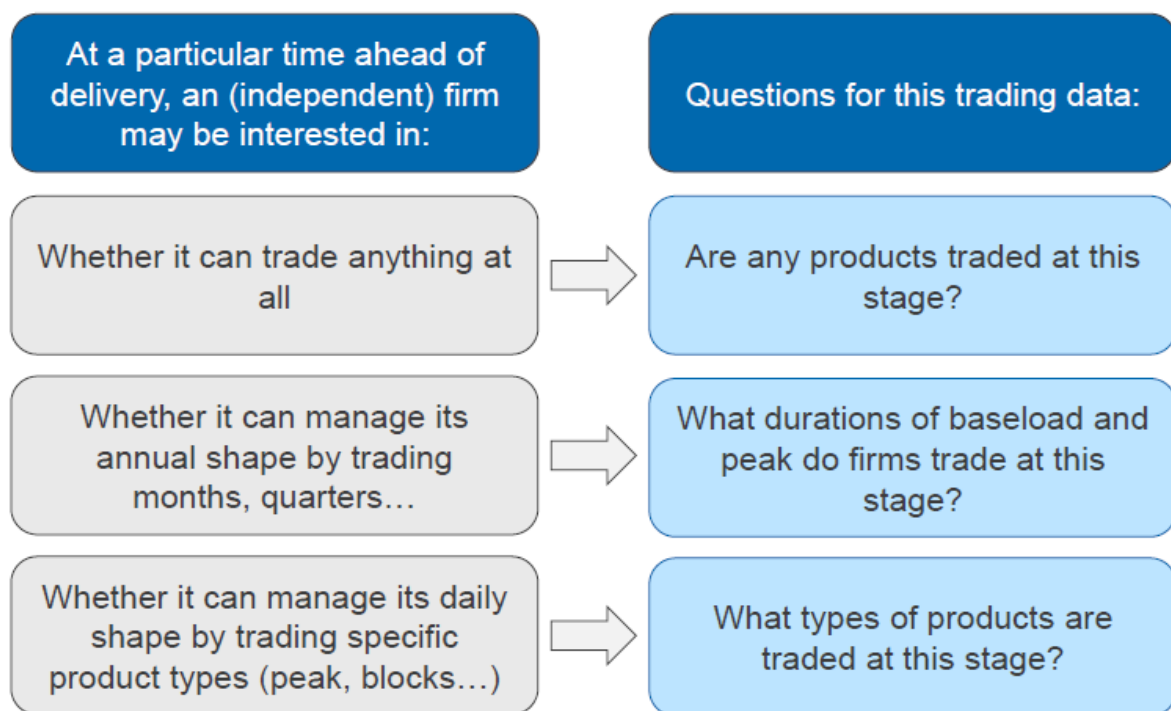 At a particular time ahead of
delivery, an (independent) firm
may be interested in:
Questions for this trading data:
Whether it can trade anything at
all
Are any products traded at this
stage?
Whether it can manage its
annual shape by trading
months, quarters…
What durations of baseload and
peak do firms trade at this
stage?
Whether it can manage its daily
shape by trading specific
product types (peak, blocks…)
What types of products are
traded at this stage?